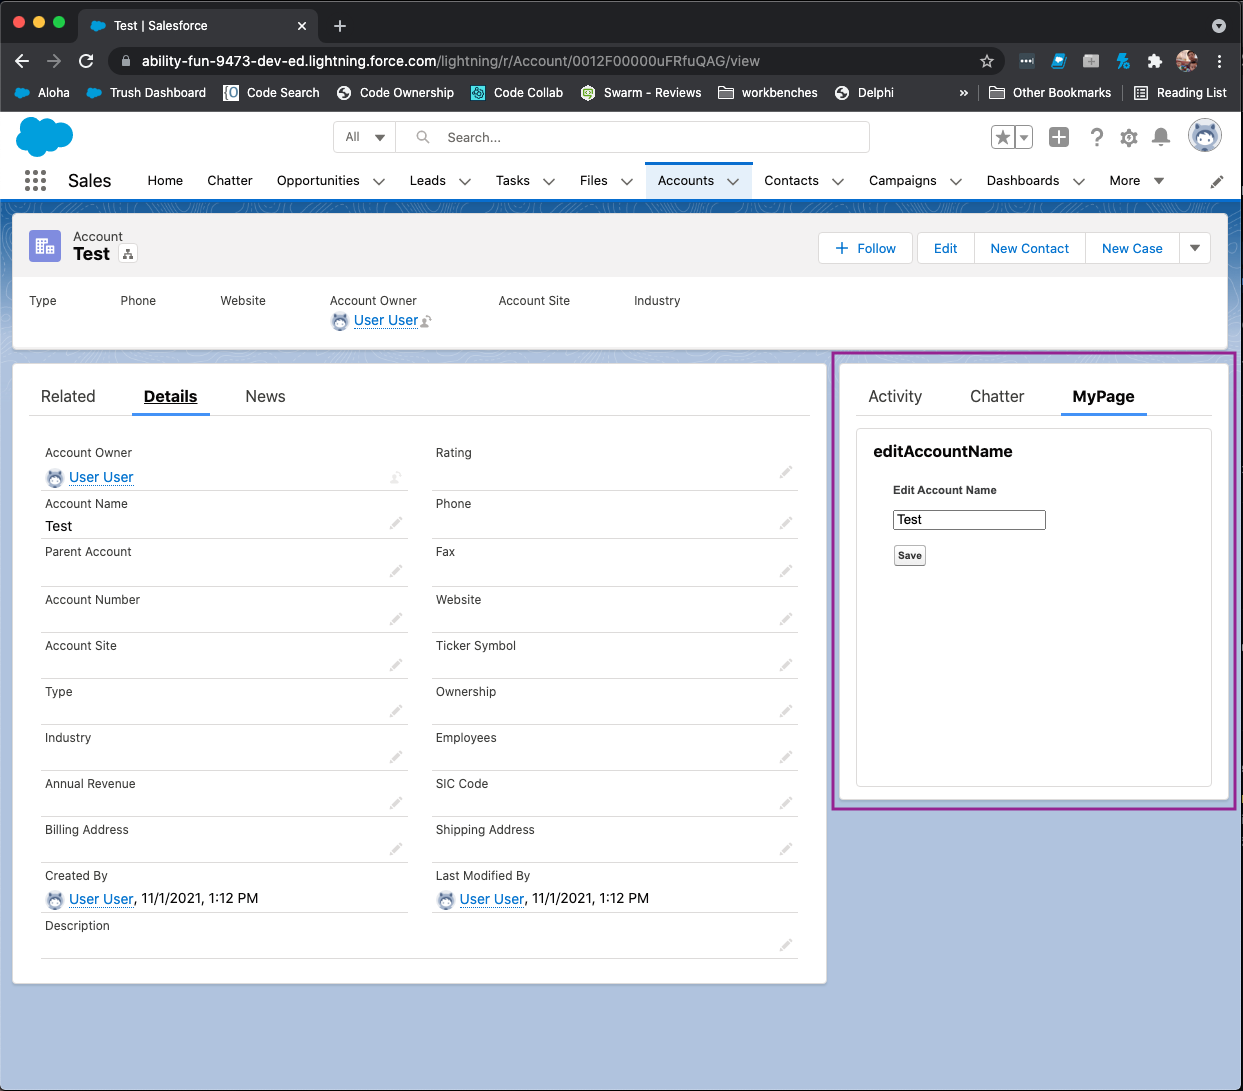 Test | Salesforce
ability-fun-9473-dev-ed.lightning.force.com/lightning/r/Account/0012F00000uFRfuQAG/view
Aloha Trush Dashboard Code Search Code Ownership Code Collab Swarm - Reviews workbenches Delphi » Other Bookmarks Reading List
All Search...
Sales Home Chatter Opportunities Leads Tasks Files Accounts Contacts Campaigns Dashboards More
Account
Test
Follow Edit New Contact New Case
Type Phone Website Account Owner Account Site Industry
User User
Related Details News
Account Owner
User User
Rating
Account Name
Test
Phone
Parent Account
Fax
Account Number
Website
Account Site
Ticker Symbol
Type
Ownership
Industry
Employees
Annual Revenue
SIC Code
Billing Address
Shipping Address
Created By
User User, 11/1/2021, 1:12 PM
Last Modified By
User User, 11/1/2021, 1:12 PM
Description
Activity Chatter MyPage
editAccountName
Edit Account Name
Test
Save